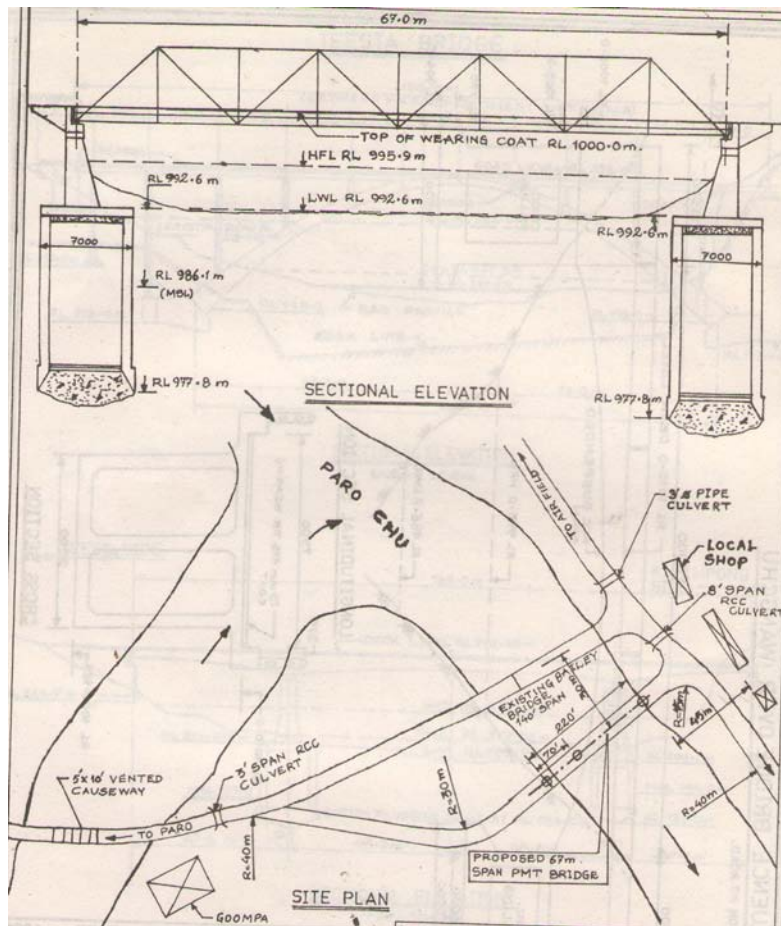 67.0 m
TOP OF WEARING COAT RL 1000.0m.
HFL RL 995.9 m
RL 992.6 m
LWL RL 992.6 m
RL 992.6 m
7000
7000
RL 986.1 m
(MSL)
RL 977.8 m
RL 977.8 m
SECTIONAL ELEVATION
PARO CHU
TO AIR FIELD
3' PIPE
CULVERT
LOCAL
SHOP
8' SPAN
RCC
CULVERT
EXISTING BAILEY
BRIDGE
140' SPAN
220'
70'
R=40m
5'x10' VENTED
CAUSEWAY
3' SPAN RCC
CULVERT
TO PARO
R=40m
R=30m
PROPOSED 67m.
SPAN PMT BRIDGE
GOOMPA
SITE PLAN